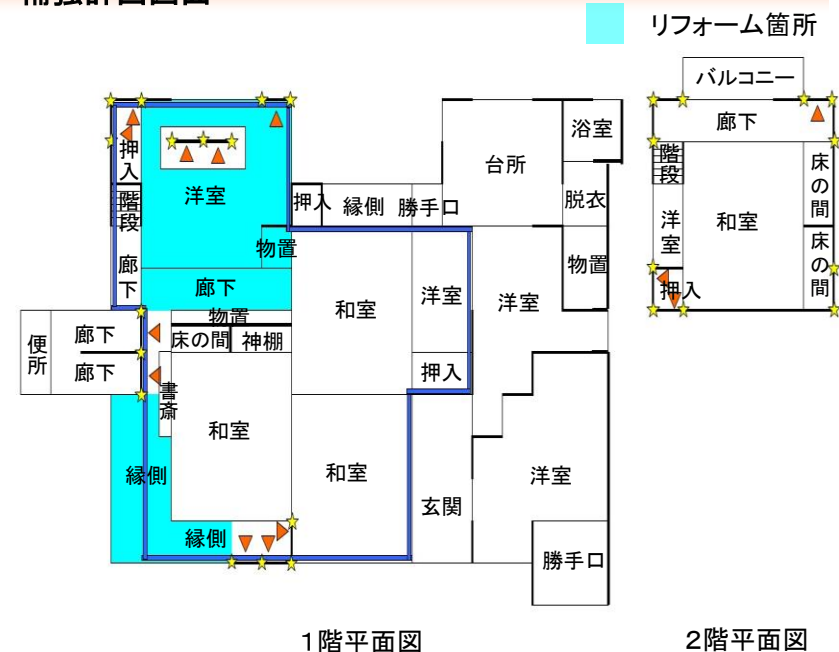 補強計画図
リフォーム箇所
バルコニー
廊下
階段
床の間
洋室
和室
床の間
押入
浴室
台所
押入
洋室
階段
押入
縁側
勝手口
脱衣
物置
廊下
物置
廊下
和室
洋室
洋室
物置
床の間
神棚
便所
廊下
廊下
押入
書斎
和室
和室
縁側
玄関
洋室
縁側
勝手口
1階平面図
2階平面図